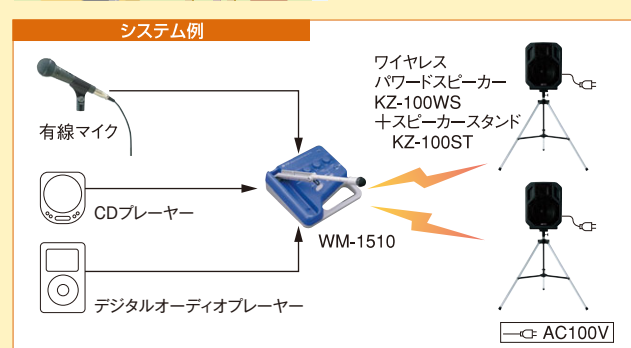 システム例
有線マイク
CDプレーヤー
デジタルオーディオプレーヤー
WM-1510
ワイヤレス
パワードスピーカー
KZ-100WS
＋スピーカースタンド
KZ-100ST
AC100V